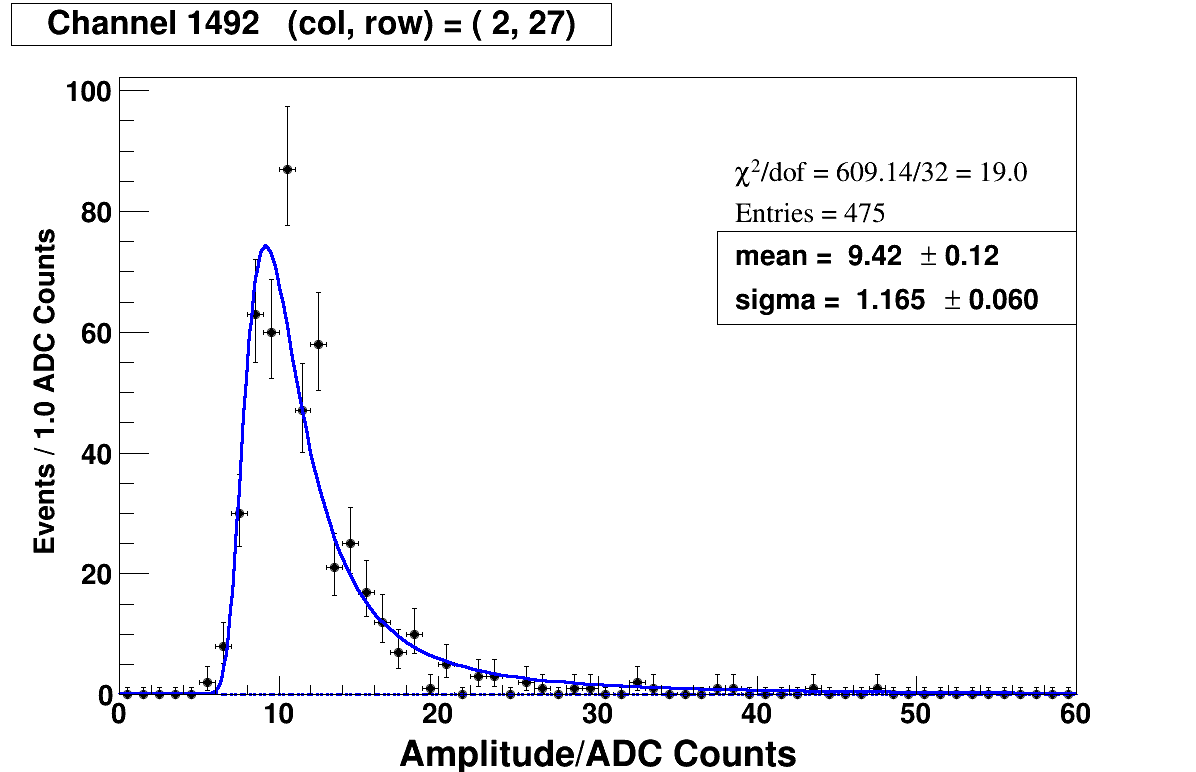 Channel 1492 (col, row) = ( 2, 27)
100
80
60
40
20
0
Events / 1.0 ADC Counts
χ²/dof = 609.14/32 = 19.0
Entries = 475
mean = 9.42 ± 0.12
sigma = 1.165 ± 0.060
0 10 20 30 40 50 60
Amplitude/ADC Counts